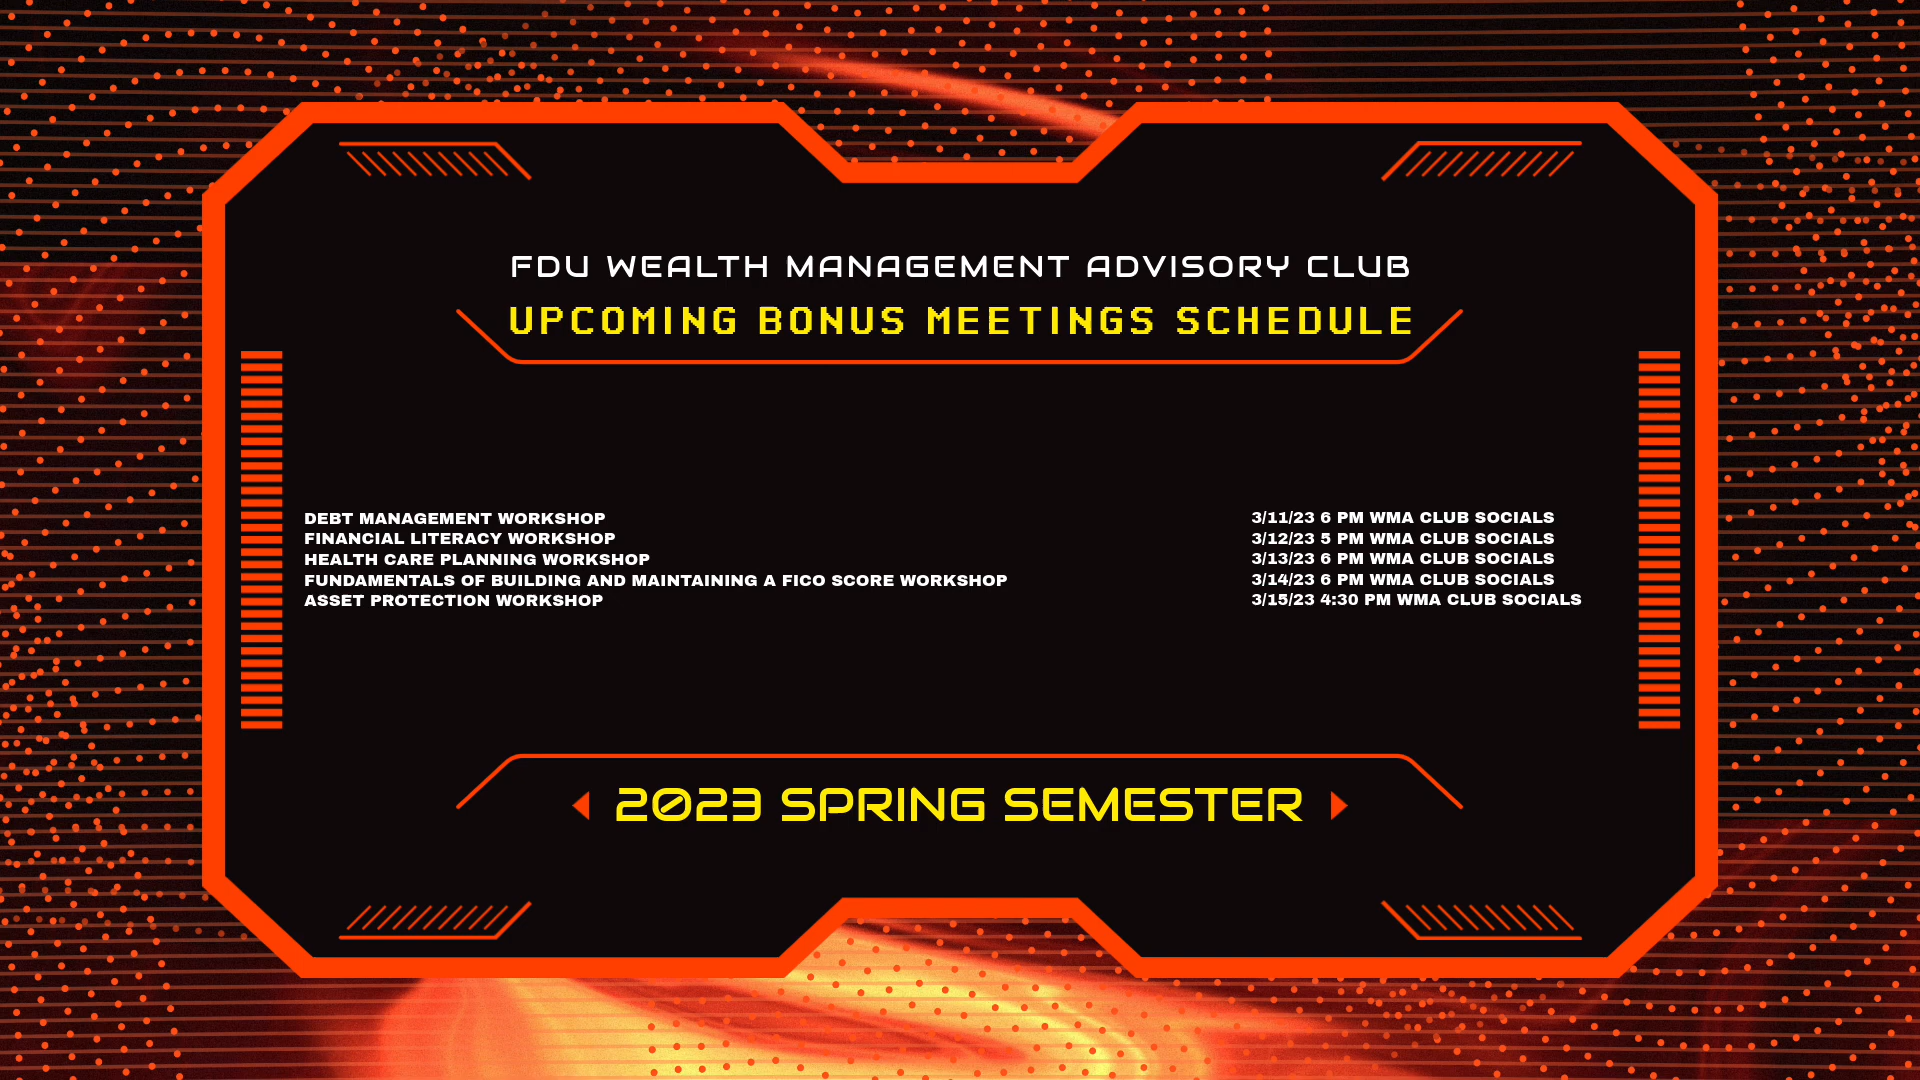 FDU WEALTH MANAGEMENT ADVISORY CLUB
UPCOMING BONUS MEETINGS SCHEDULE
DEBT MANAGEMENT WORKSHOP 3/11/23 6 PM WMA CLUB SOCIALS
FINANCIAL LITERACY WORKSHOP 3/12/23 5 PM WMA CLUB SOCIALS
HEALTH CARE PLANNING WORKSHOP 3/13/23 6 PM WMA CLUB SOCIALS
FUNDAMENTALS OF BUILDING AND MAINTAINING A FICO SCORE WORKSHOP 3/14/23 6 PM WMA CLUB SOCIALS
ASSET PROTECTION WORKSHOP 3/15/23 4:30 PM WMA CLUB SOCIALS
2023 SPRING SEMESTER